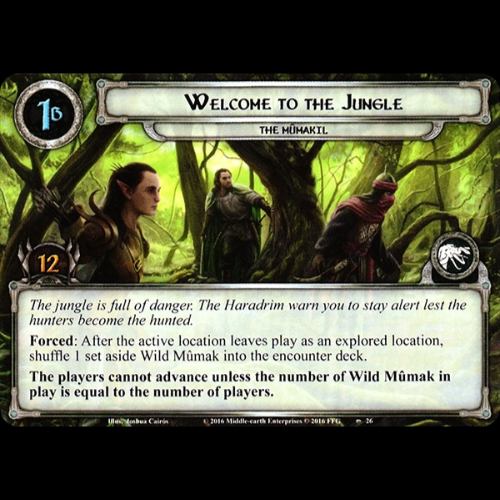 1B
WELCOME TO THE JUNGLE
THE MÛMAKIL
12
The jungle is full of danger. The Haradrim warn you to stay alert lest the
hunters become the hunted.
Forced: After the active location leaves play as an explored location,
shuffle 1 set aside Wild Mûmak into the encounter deck.
The players cannot advance unless the number of Wild Mûmak in
play is equal to the number of players.
Illus. Joshua Cairós © 2016 Middle-earth Enterprises © 2016 FFG 26